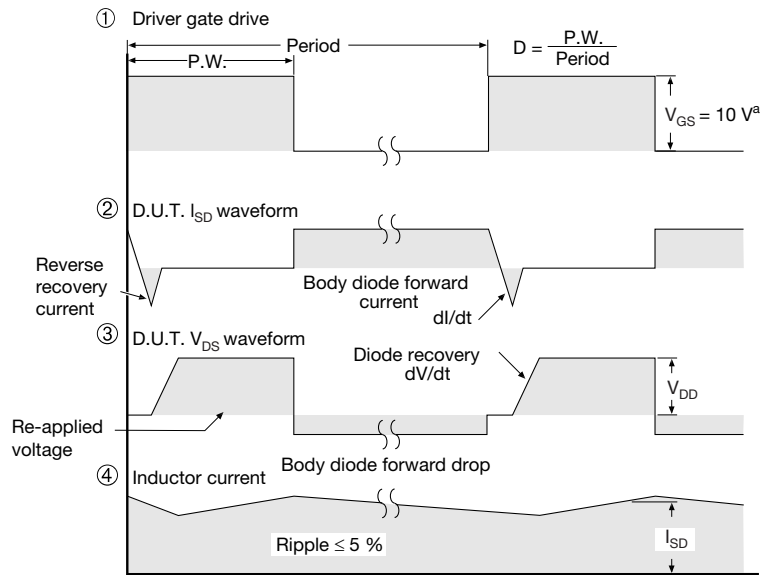 ① Driver gate drive
Period
P.W.
D = P.W. / Period
V_GS = 10 V^a
② D.U.T. I_SD waveform
Reverse
recovery
current
Body diode forward
current
dI/dt
③ D.U.T. V_DS waveform
Diode recovery
dV/dt
V_DD
Re-applied
voltage
Body diode forward drop
④ Inductor current
Ripple ≤ 5 %
I_SD